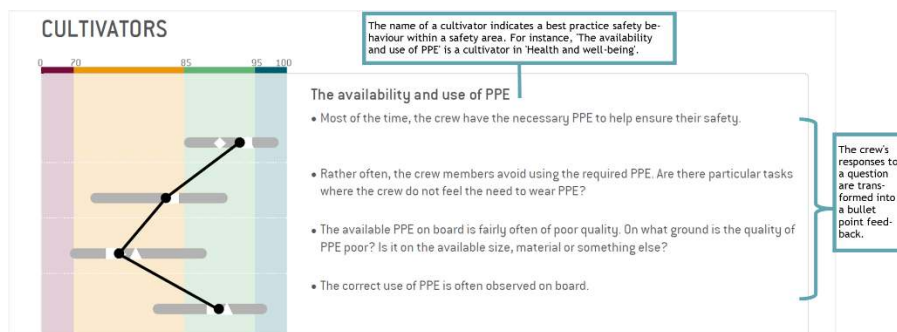 CULTIVATORS
The name of a cultivator indicates a best practice safety be-
haviour within a safety area. For instance, 'The availability
and use of PPE' is a cultivator in 'Health and well-being'.
0 70 85 95 100
The availability and use of PPE
• Most of the time, the crew have the necessary PPE to help ensure their safety.
• Rather often, the crew members avoid using the required PPE. Are there particular tasks
where the crew do not feel the need to wear PPE?
• The available PPE on board is fairly often of poor quality. On what ground is the quality of
PPE poor? Is it on the available size, material or something else?
• The correct use of PPE is often observed on board.
The crew's
responses to
a question
are trans-
formed into
a bullet
point feed-
back.